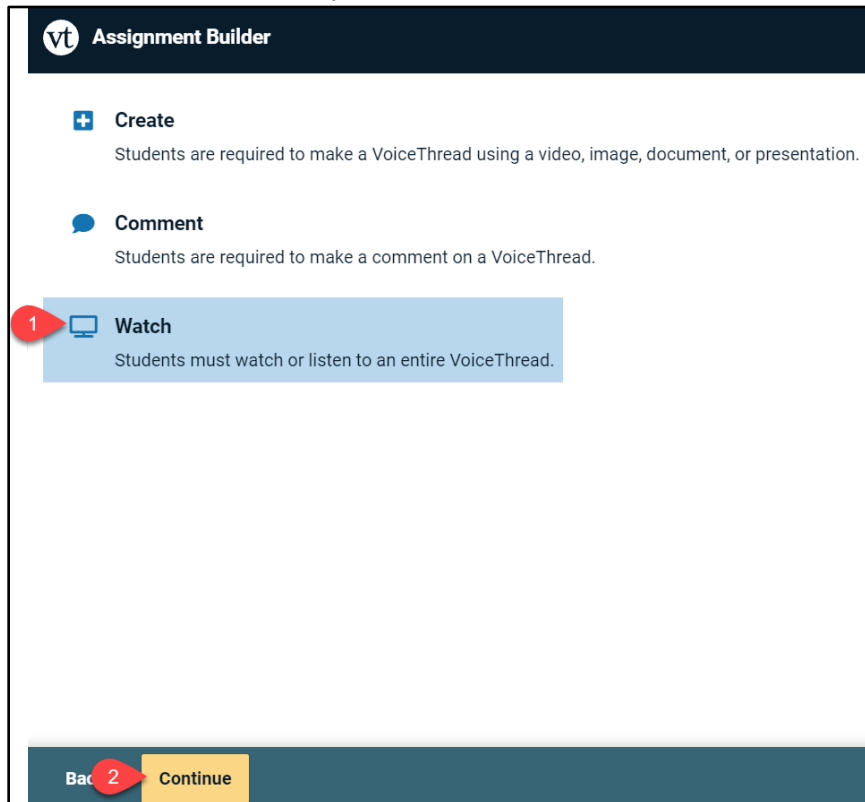 vt Assignment Builder
Create
Students are required to make a VoiceThread using a video, image, document, or presentation.
Comment
Students are required to make a comment on a VoiceThread.
1 Watch
Students must watch or listen to an entire VoiceThread.
2 Continue